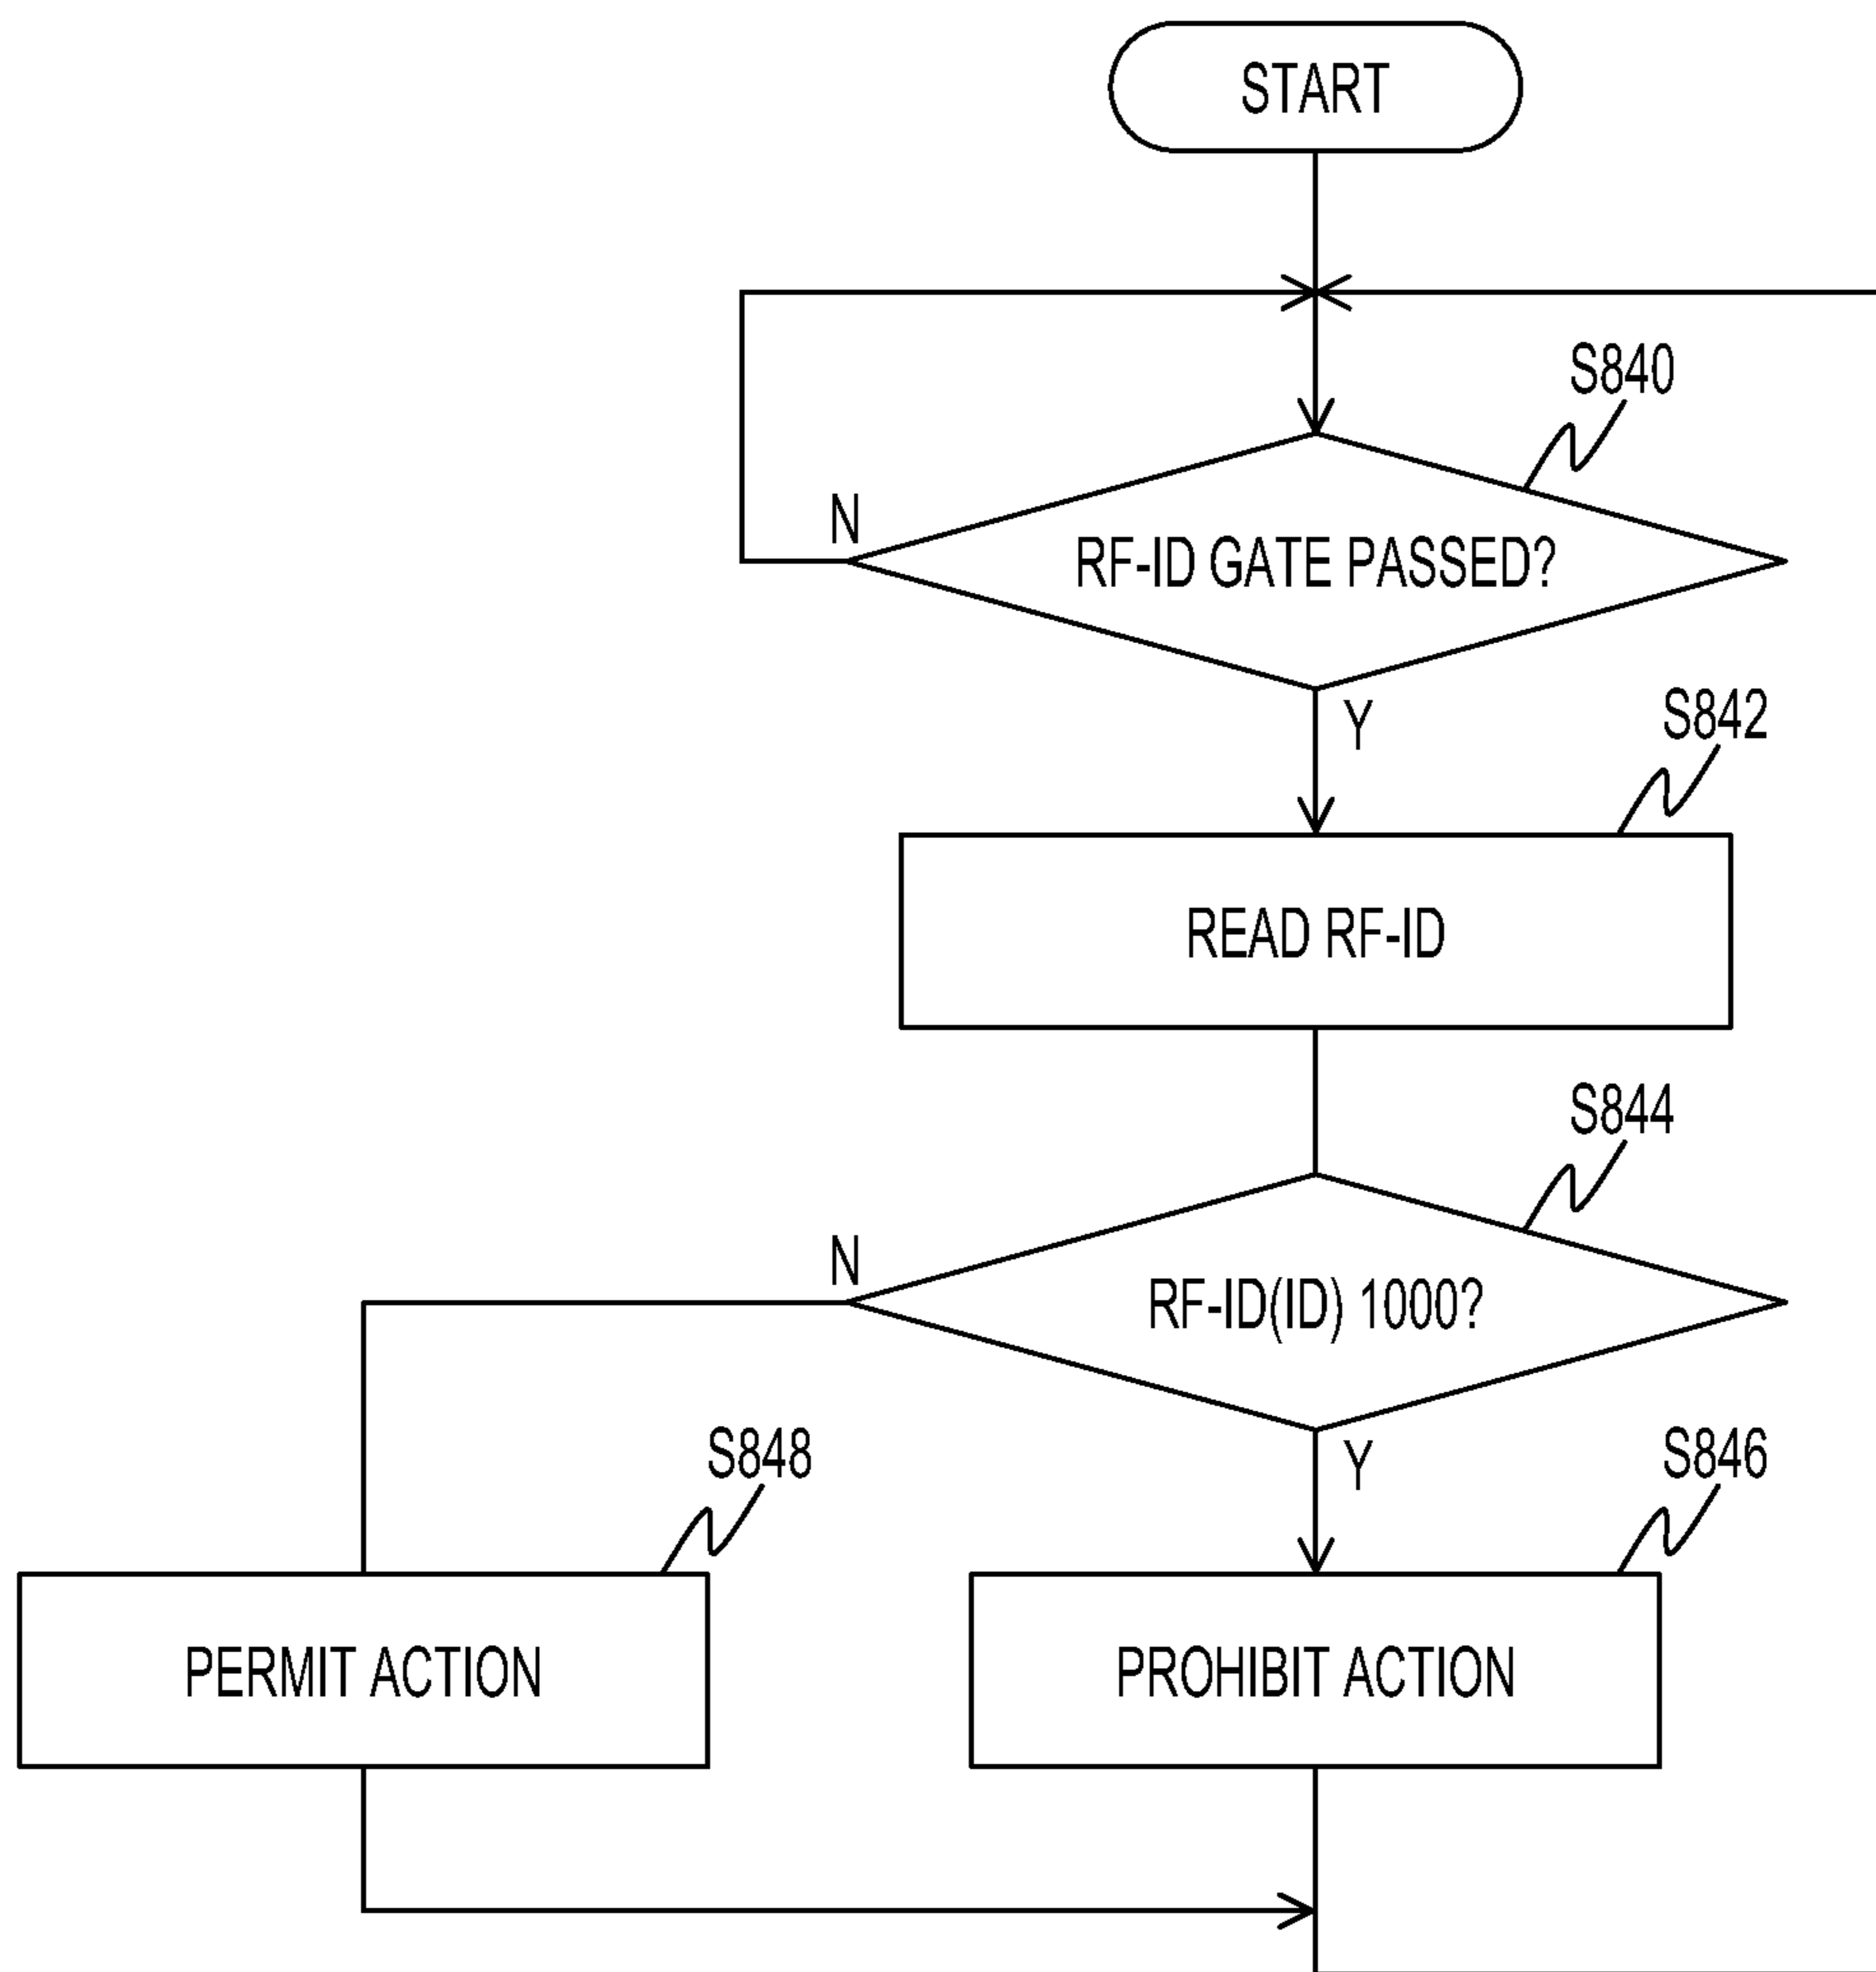 START
S840
N
RF-ID GATE PASSED?
Y
S842
READ RF-ID
S844
N
RF-ID(ID) 1000?
Y
S848
S846
PERMIT ACTION
PROHIBIT ACTION